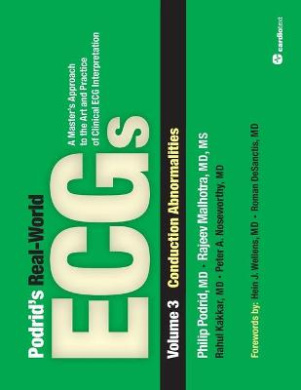 Podrid's Real-World
ECGs
A Master's Approach
to the Art and Practice
of Clinical ECG Interpretation
Volume 3 Conduction Abnormalities
Philip Podrid, MD • Rajeev Malhotra, MD, MS
Rahul Kakkar, MD • Peter A. Noseworthy, MD
Forewords by: Hein J. Wellens, MD • Roman DeSanctis, MD
cardiotext